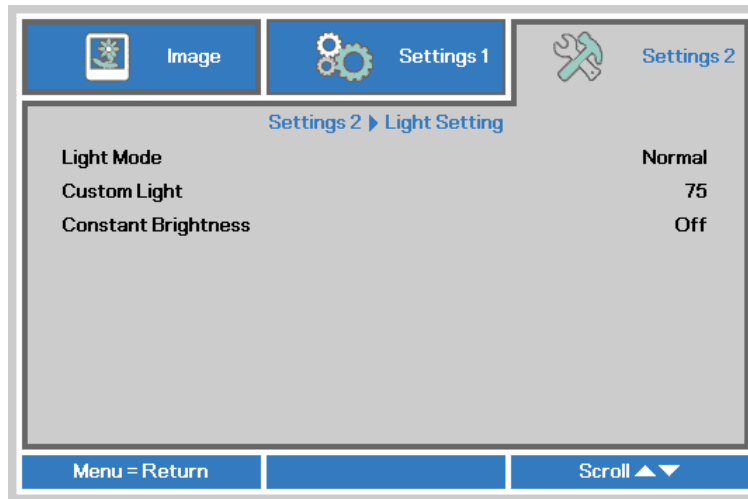 Image Settings 1 Settings 2
Settings 2 ▶ Light Setting
Light Mode Normal
Custom Light 75
Constant Brightness Off
Menu = Return Scroll ▲▼